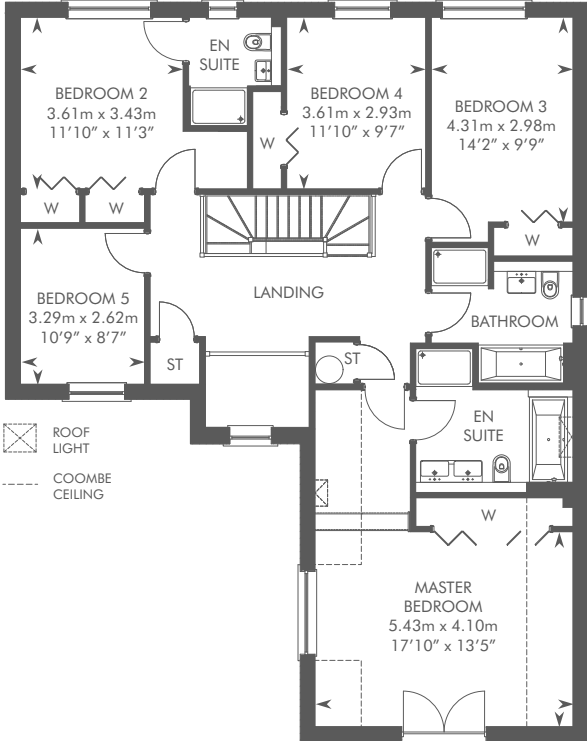 EN
SUITE
BEDROOM 2
3.61m x 3.43m
11’10” x 11’3”
BEDROOM 4
3.61m x 2.93m
11’10” x 9’7”
BEDROOM 3
4.31m x 2.98m
14’2” x 9’9”
W
W
W
W
LANDING
BEDROOM 5
3.29m x 2.62m
10’9” x 8’7”
BATHROOM
ST
ST
EN
SUITE
ROOF
LIGHT
COOMBE
CEILING
W
MASTER
BEDROOM
5.43m x 4.10m
17’10” x 13’5”